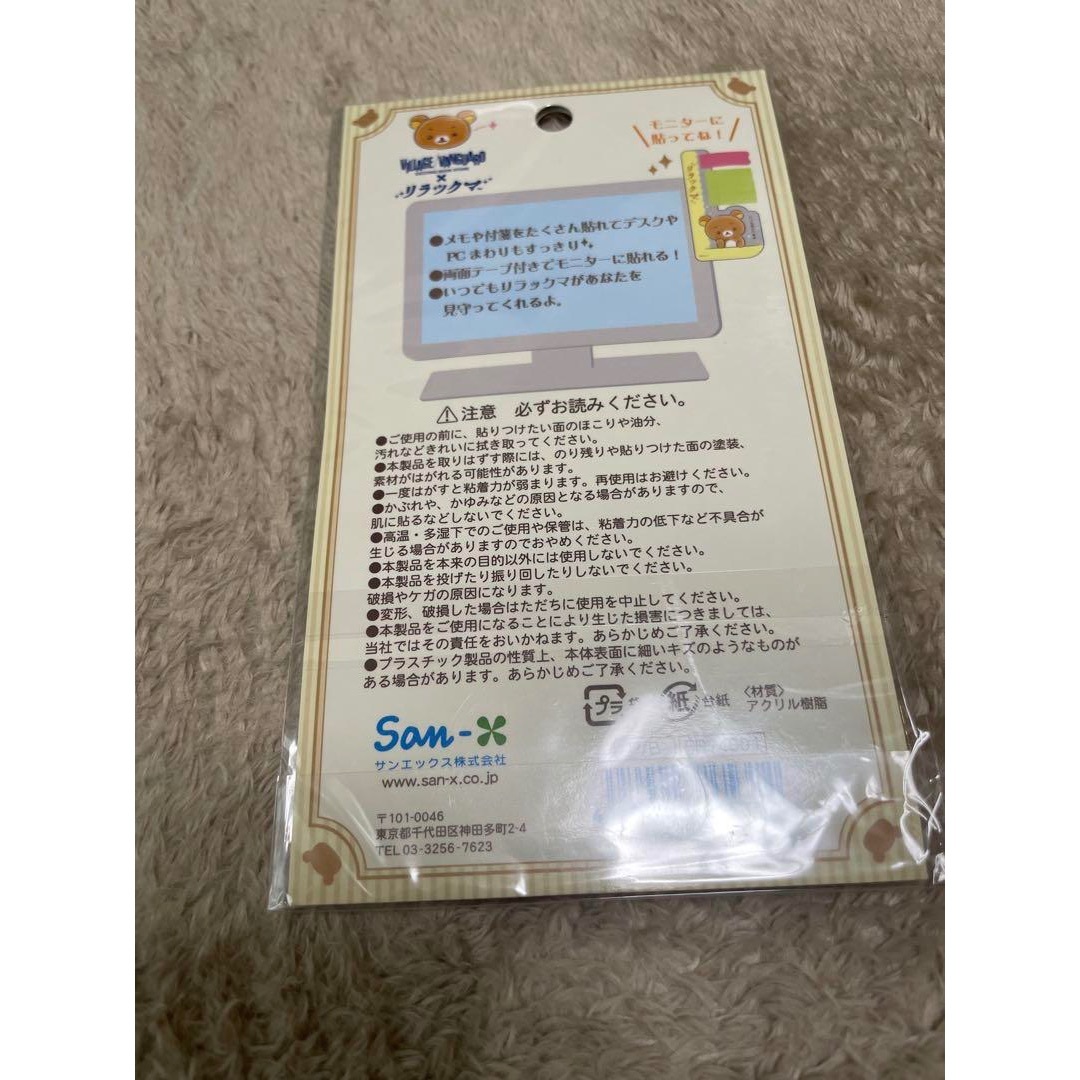 VILLAGE VANGUARD
×
リラックマ
モニターに
貼ってね!
リラックマ
●メモや付箋をたくさん貼れてデスクや
PCまわりもすっきり
●両面テープ付きでモニターに貼れる!
●いつでもリラックマがあなたを
見守ってくれるよ。
⚠注意 必ずお読みください。
●ご使用の前に、貼りつけたい面のほこりや油分、
汚れなどきれいに拭き取ってください。
●本製品を取りはずす際には、のり残りや貼りつけた面の塗装、
素材がはがれる可能性があります。
●一度はがすと粘着力が弱まります。再使用はお避けください。
●かぶれや、かゆみなどの原因となる場合がありますので、
肌に貼るなどしないでください。
●高温・多湿下でのご使用や保管は、粘着力の低下など不具合が
生じる場合がありますのでおやめください。
●本製品を本来の目的以外には使用しないでください。
●本製品を投げたり振り回したりしないでください。
破損やケガの原因になります。
●変形、破損した場合はただちに使用を中止してください。
●本製品をご使用になることにより生じた損害につきましては、
当社ではその責任をおいかねます。あらかじめご了承ください。
●プラスチック製品の性質上、本体表面に細いキズのようなものが
ある場合があります。あらかじめご了承ください。
プラ 紙 台紙
〈材質〉
アクリル樹脂
San-X
サンエックス株式会社
www.san-x.co.jp
〒101-0046
東京都千代田区神田多町2-4
TEL 03-3256-7623